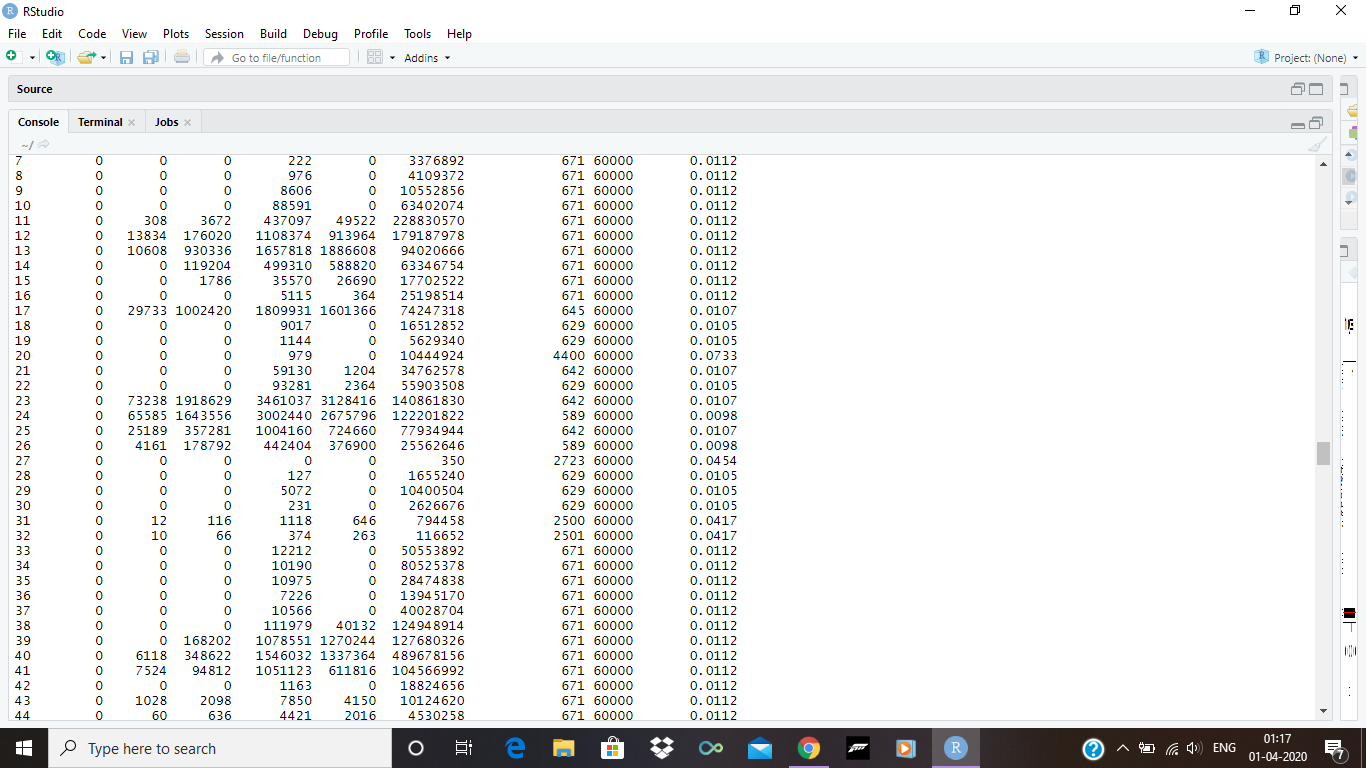 RStudio
File Edit Code View Plots Session Build Debug Profile Tools Help
Go to file/function Addins Project: (None)
Source
Console Terminal Jobs
~/
7 0 0 0 222 0 3376892 671 60000 0.0112
8 0 0 0 976 0 4109372 671 60000 0.0112
9 0 0 0 8606 0 10552856 671 60000 0.0112
10 0 0 0 88591 0 63402074 671 60000 0.0112
11 0 308 3672 437097 49522 228830570 671 60000 0.0112
12 0 13834 176020 1108374 913964 179187978 671 60000 0.0112
13 0 10608 930336 1657818 1886608 94020666 671 60000 0.0112
14 0 0 119204 499310 588820 63346754 671 60000 0.0112
15 0 0 1786 35570 26690 17702522 671 60000 0.0112
16 0 0 0 5115 364 25198514 671 60000 0.0112
17 0 29733 1002420 1809931 1601366 74247318 645 60000 0.0107
18 0 0 0 9017 0 16512852 629 60000 0.0105
19 0 0 0 1144 0 5629340 629 60000 0.0105
20 0 0 0 979 0 10444924 4400 60000 0.0733
21 0 0 0 59130 1204 34762578 642 60000 0.0107
22 0 0 0 93281 2364 55903508 629 60000 0.0105
23 0 73238 1918629 3461037 3128416 140861830 642 60000 0.0107
24 0 65585 1643556 3002440 2675796 122201822 589 60000 0.0098
25 0 25189 357281 1004160 724660 77934944 642 60000 0.0107
26 0 4161 178792 442404 376900 25562646 589 60000 0.0098
27 0 0 0 0 0 350 2723 60000 0.0454
28 0 0 0 127 0 1655240 629 60000 0.0105
29 0 0 0 5072 0 10400504 629 60000 0.0105
30 0 0 0 231 0 2626676 629 60000 0.0105
31 0 12 116 1118 646 794458 2500 60000 0.0417
32 0 10 66 374 263 116652 2501 60000 0.0417
33 0 0 0 12212 0 50553892 671 60000 0.0112
34 0 0 0 10190 0 80525378 671 60000 0.0112
35 0 0 0 10975 0 28474838 671 60000 0.0112
36 0 0 0 7226 0 13945170 671 60000 0.0112
37 0 0 0 10566 0 40028704 671 60000 0.0112
38 0 0 0 111979 40132 124948914 671 60000 0.0112
39 0 0 168202 1078551 1270244 127680326 671 60000 0.0112
40 0 6118 348622 1546032 1337364 489678156 671 60000 0.0112
41 0 7524 94812 1051123 611816 104566992 671 60000 0.0112
42 0 0 0 1163 0 18824656 671 60000 0.0112
43 0 1028 2098 7850 4150 10124620 671 60000 0.0112
44 0 60 636 4421 2016 4530258 671 60000 0.0112
Type here to search
ENG 01:17
01-04-2020 7